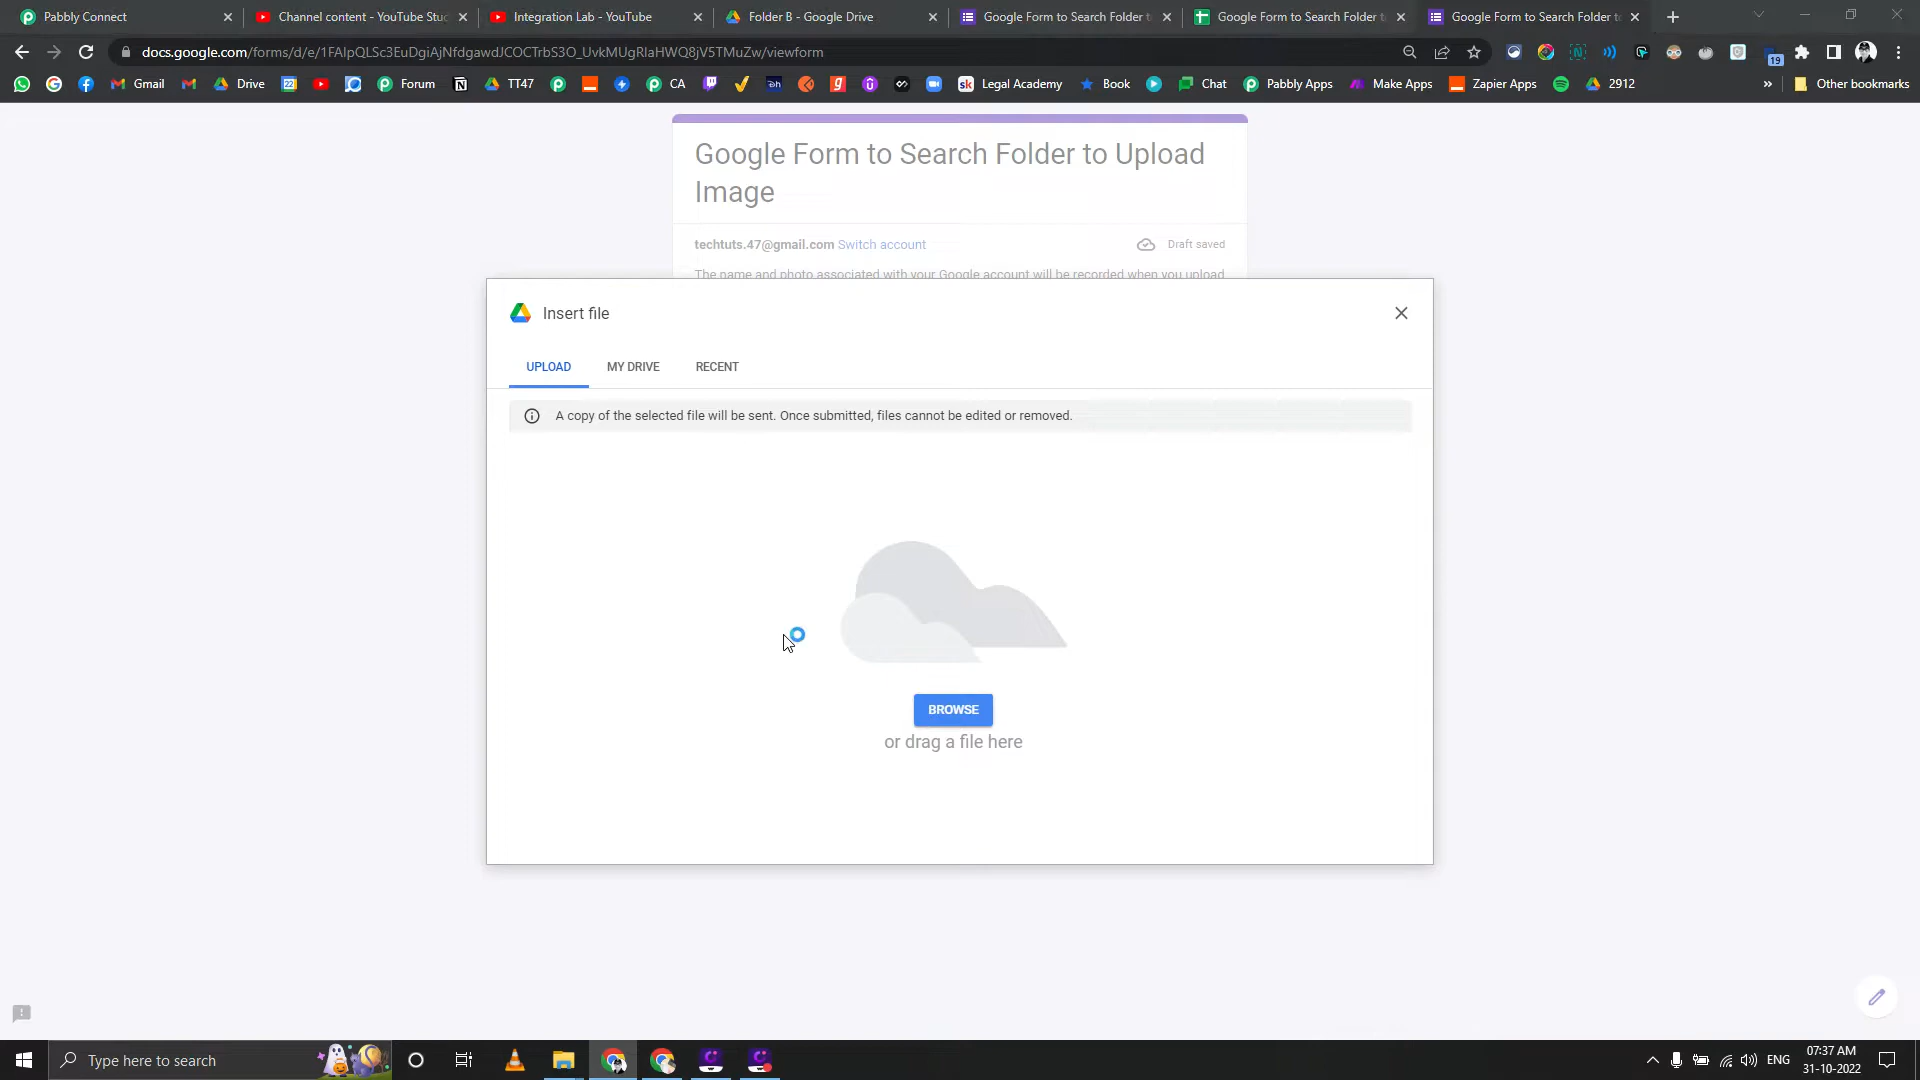 Pabbly Connect
Channel content - YouTube Stud
Integration Lab - YouTube
Folder B - Google Drive
Google Form to Search Folder t
Google Form to Search Folder t
Google Form to Search Folder to
docs.google.com/forms/d/e/1FAIpQLSc3EuDgiAjNfdgawdJCOCTrbS3O_UvkMUgRlaHWQ8jV5TMuZw/viewform
19
Gmail
Drive
22
Forum
TT47
CA
Legal Academy
Book
Chat
Pabbly Apps
Make Apps
Zapier Apps
2912
Other bookmarks
Google Form to Search Folder to Upload
Image
techtuts.47@gmail.com Switch account
Draft saved
The name and photo associated with your Google account will be recorded when you upload
Insert file
UPLOAD
MY DRIVE
RECENT
A copy of the selected file will be sent. Once submitted, files cannot be edited or removed.
BROWSE
or drag a file here
Type here to search
ENG
07:37 AM
31-10-2022